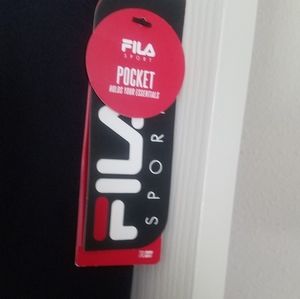 FILA
SPORT
POCKET
HOLDS YOUR ESSENTIALS
FILA
SPOR